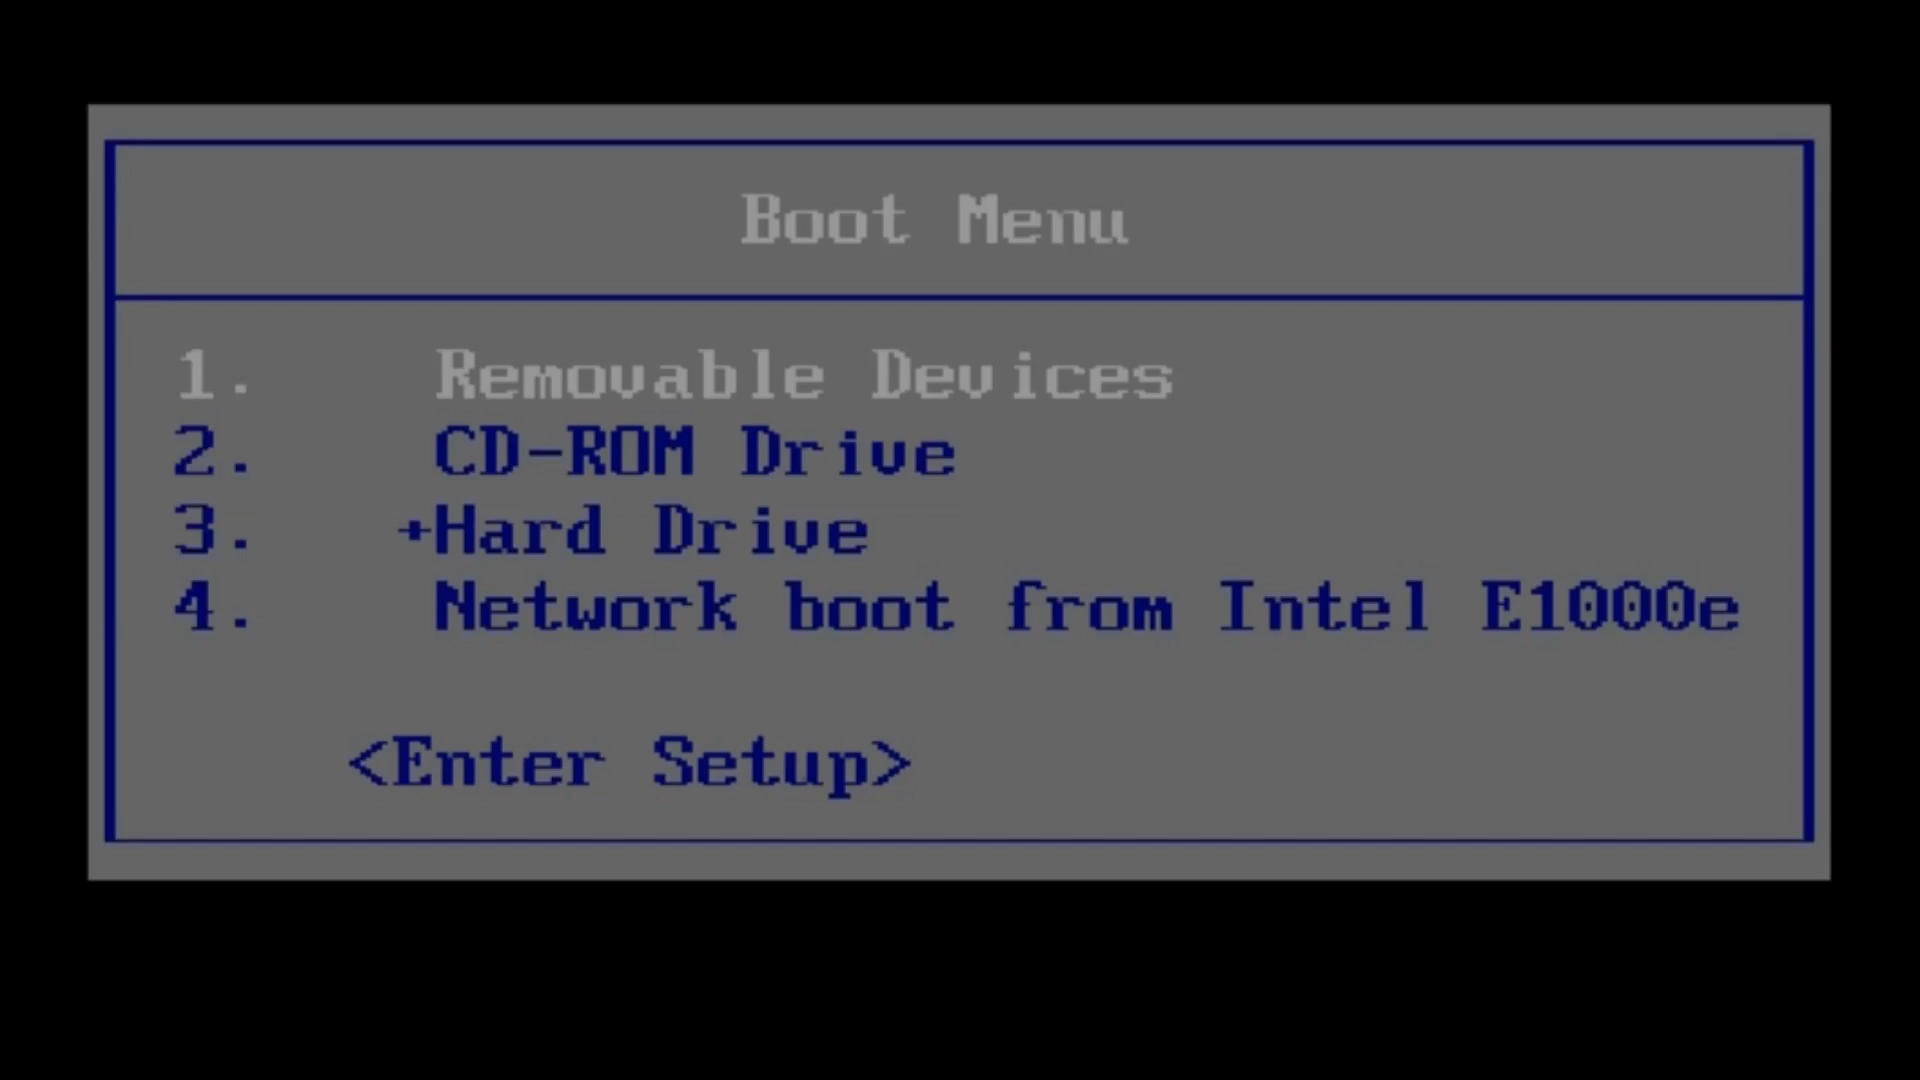 Boot Menu
1. Removable Devices
2. CD-ROM Drive
3. +Hard Drive
4. Network boot from Intel E1000e
<Enter Setup>